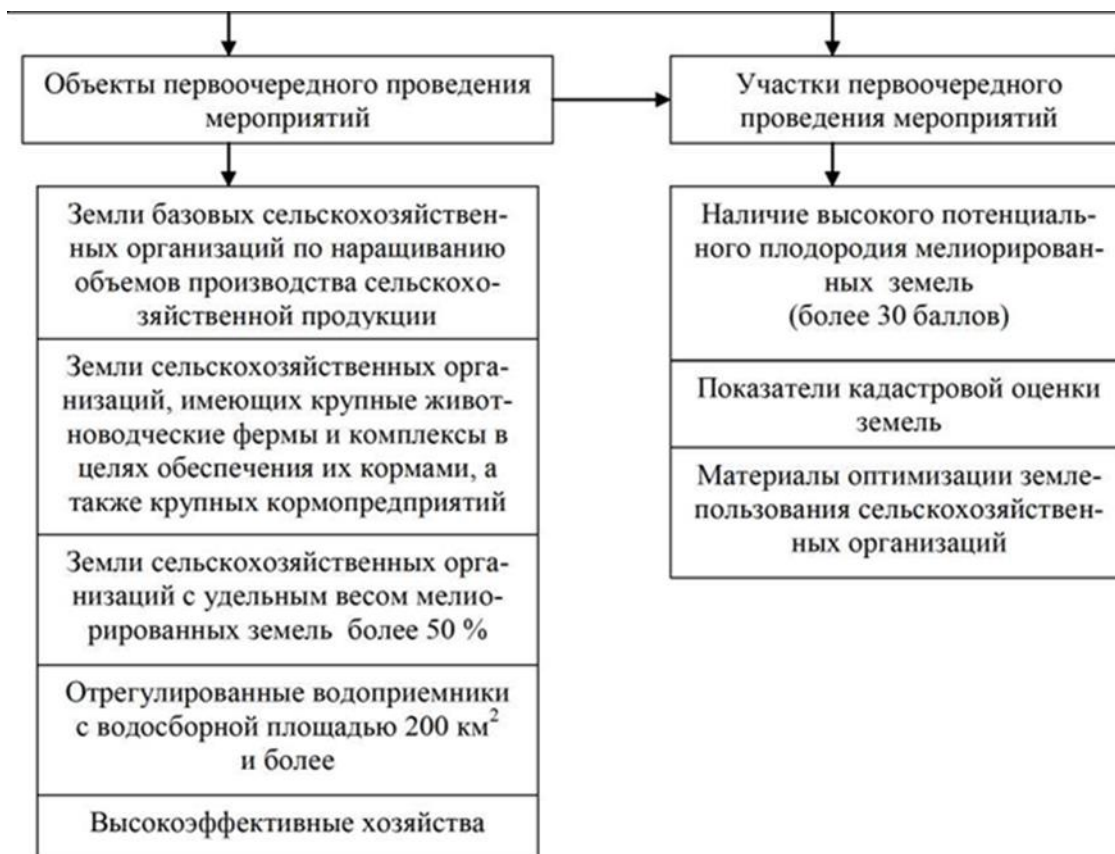 Объекты первоочередного проведения
мероприятий
Участки первоочередного
проведения мероприятий
Земли базовых сельскохозяйствен-
ных организаций по наращиванию
объемов производства сельскохо-
зяйственной продукции
Земли сельскохозяйственных орга-
низаций, имеющих крупные живот-
новодческие фермы и комплексы в
целях обеспечения их кормами, а
также крупных кормопредприятий
Земли сельскохозяйственных орга-
низаций с удельным весом мелио-
рированных земель более 50 %
Отрегулированные водоприемники
с водосборной площадью 200 км²
и более
Высокоэффективные хозяйства
Наличие высокого потенциаль-
ного плодородия мелиорирован-
ных земель
(более 30 баллов)
Показатели кадастровой оценки
земель
Материалы оптимизации земле-
пользования сельскохозяйствен-
ных организаций